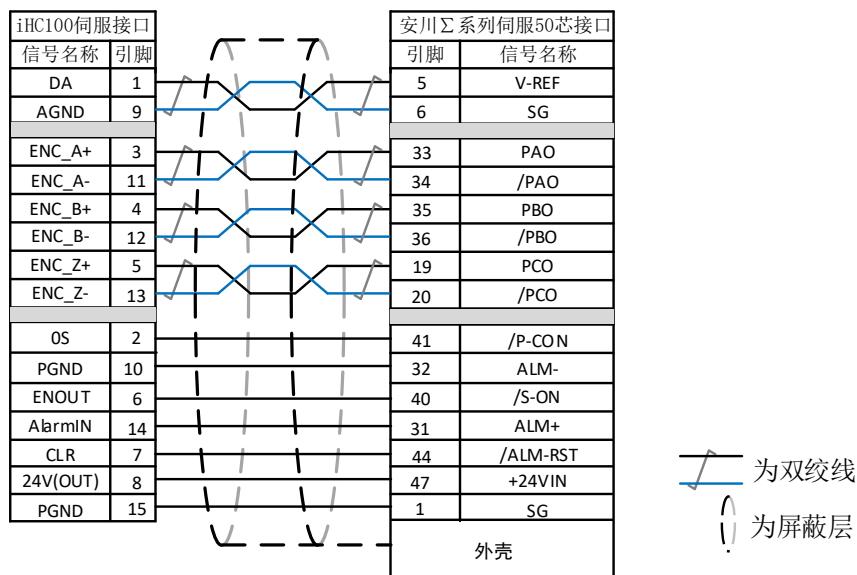 iHC100伺服接口 安川Σ系列伺服50芯接口
信号名称 引脚 引脚 信号名称
DA 1 5 V-REF
AGND 9 6 SG
ENC_A+ 3 33 PAO
ENC_A- 11 34 /PAO
ENC_B+ 4 35 PBO
ENC_B- 12 36 /PBO
ENC_Z+ 5 19 PCO
ENC_Z- 13 20 /PCO
0S 2 41 /P-CON
PGND 10 32 ALM-
ENOUT 6 40 /S-ON
AlarmIN 14 31 ALM+
CLR 7 44 /ALM-RST
24V(OUT) 8 47 +24VIN
PGND 15 1 SG
外壳
为双绞线
为屏蔽层